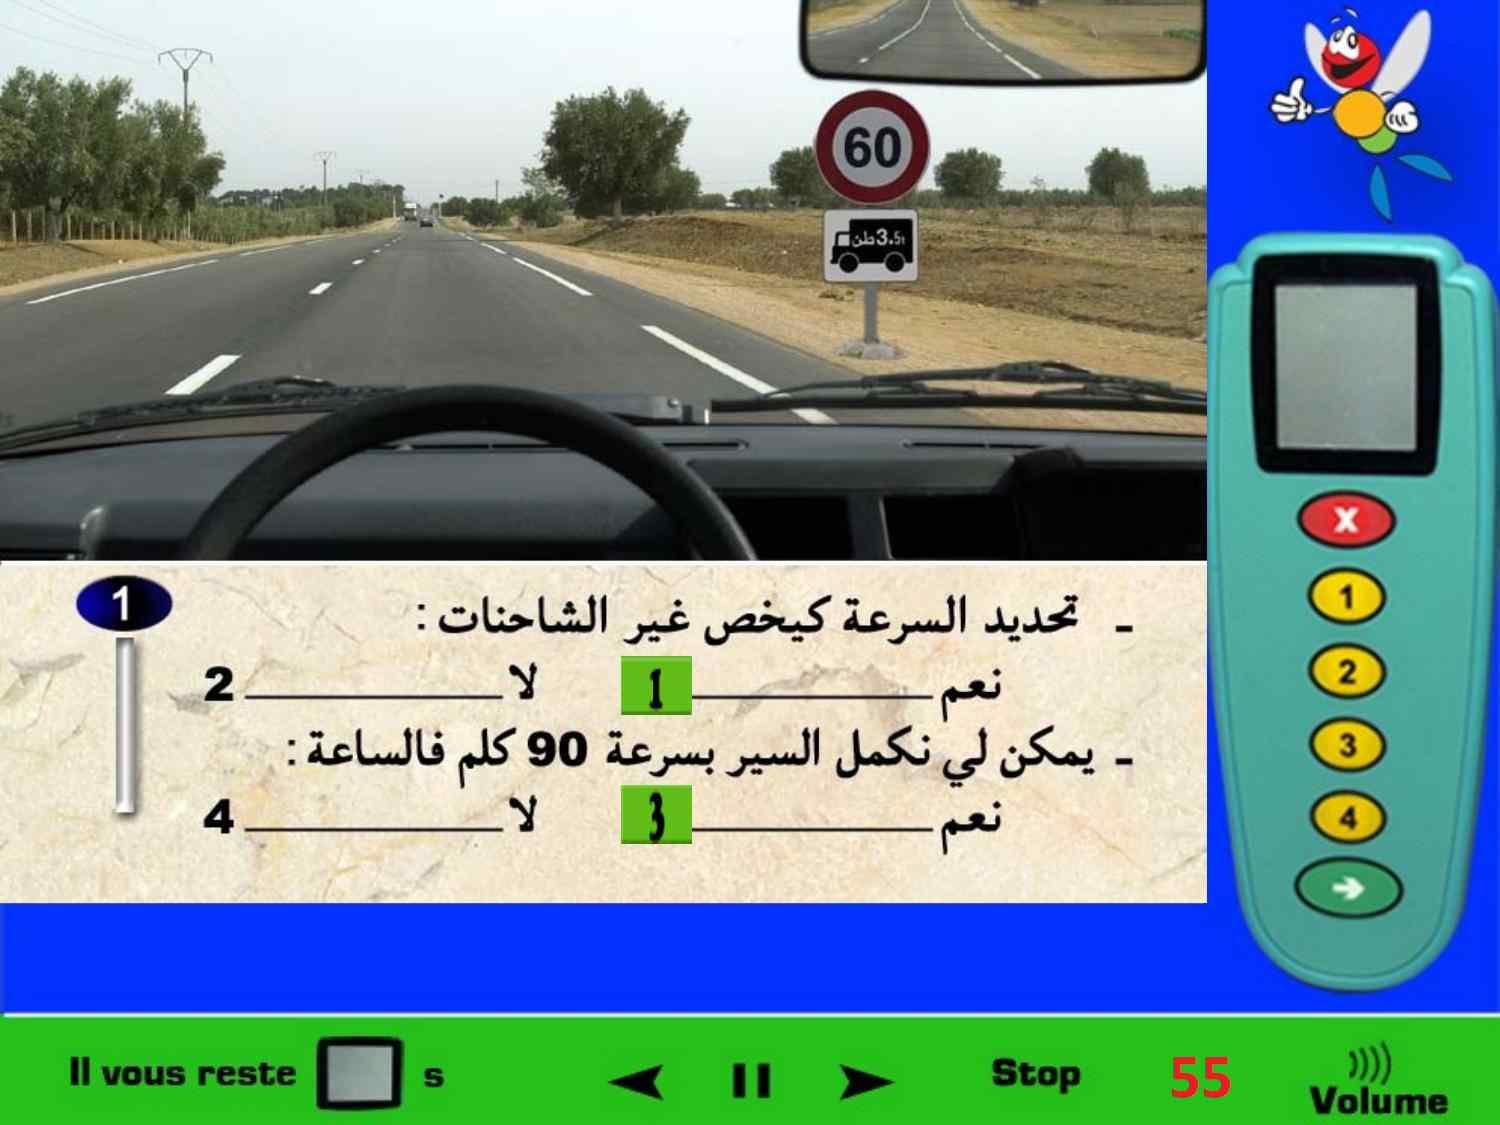 60
3.5t طن
X
1
2
3
4
1
ـ تحديد السرعة كيخص غير الشاحنات :
نعم 1 لا 2
ـ يمكن لي نكمل السير بسرعة 90 كلم فالساعة :
نعم 3 لا 4
Il vous reste s
Stop
55
Volume